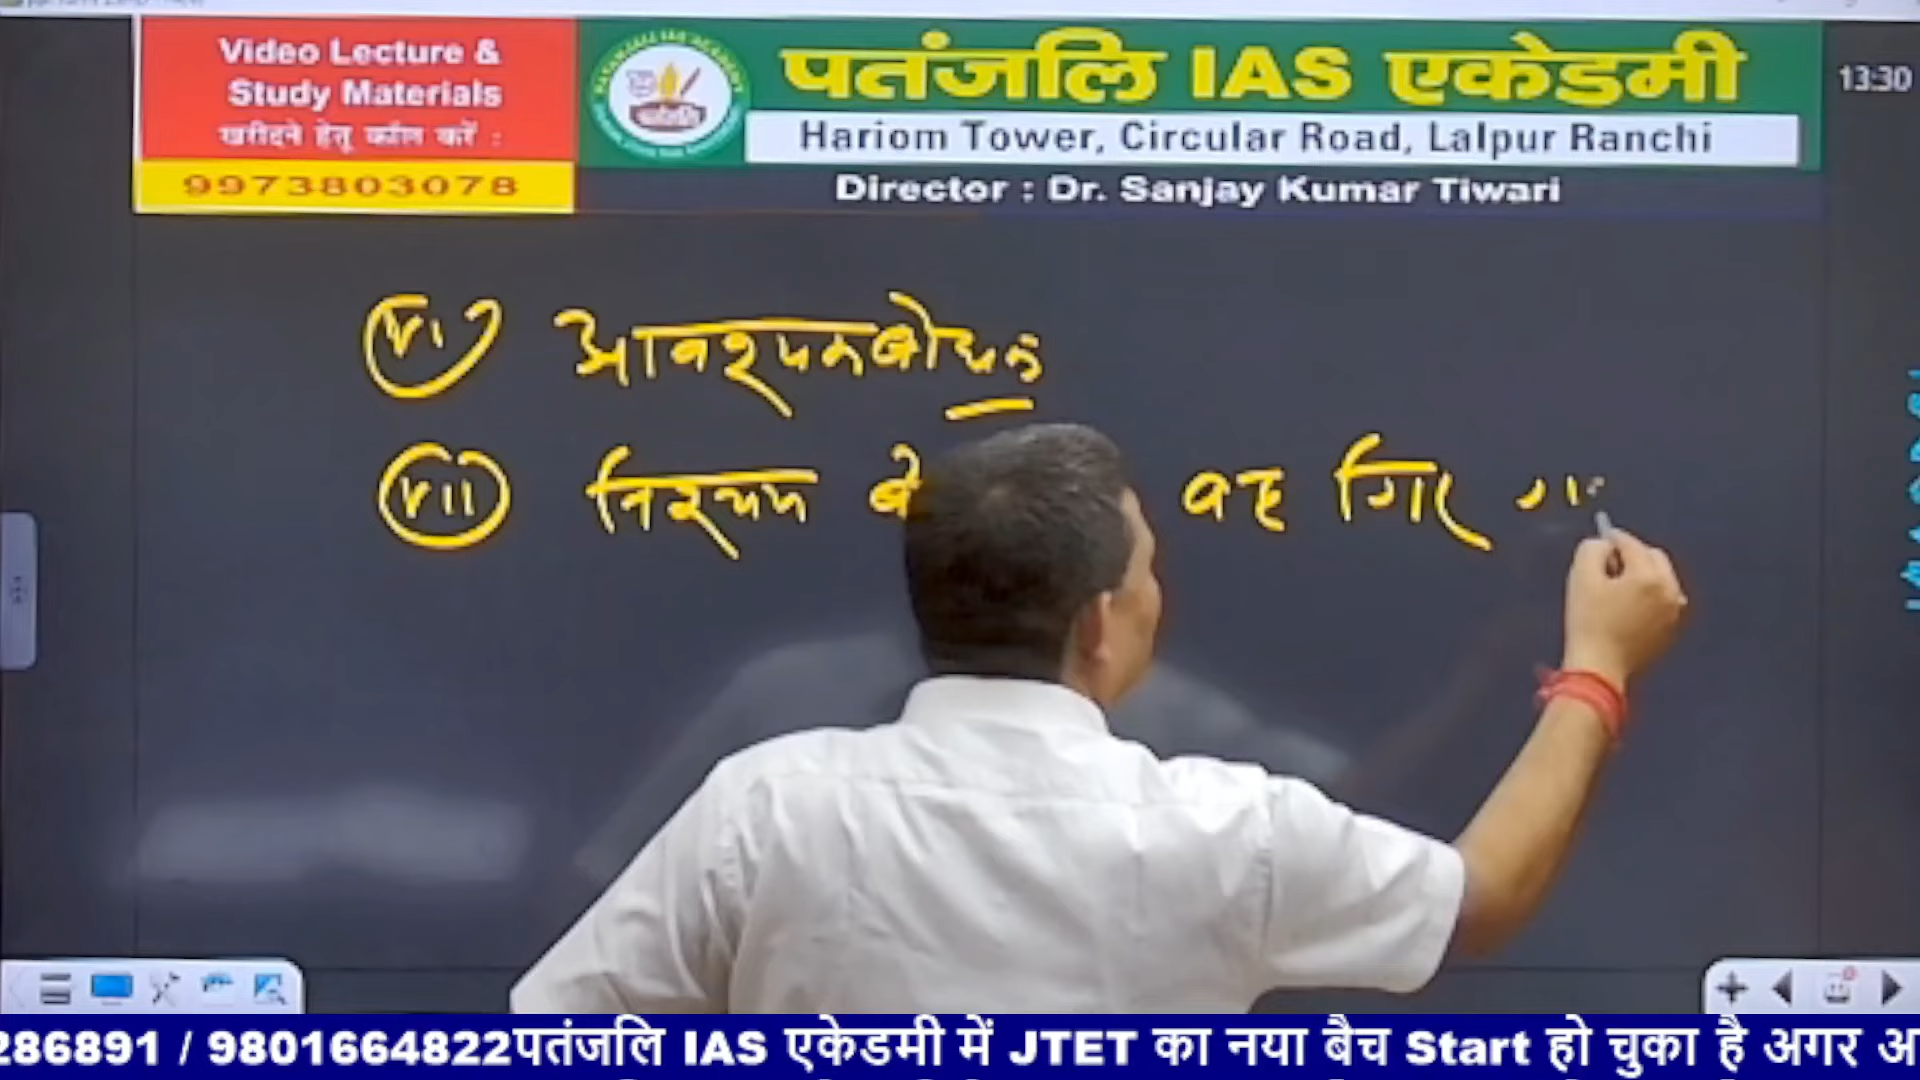 Video Lecture &
Study Materials
खरीदने हेतू कॉल करें :
9973803078
पतंजलि IAS एकेडमी
Hariom Tower, Circular Road, Lalpur Ranchi
Director : Dr. Sanjay Kumar Tiwari
13:30
VI आवश्यकबोधक
VII निश्चय वह गिर
286891 / 9801664822पतंजलि IAS एकेडमी में JTET का नया बैच Start हो चुका है अगर आ